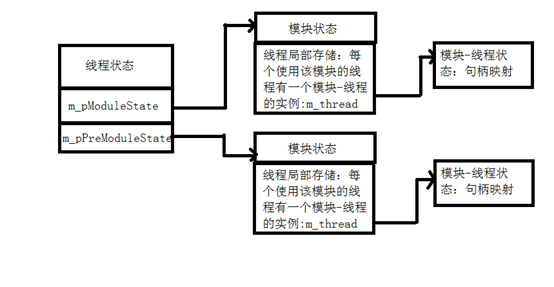 线程状态
m_pModuleState
m_pPreModuleState
模块状态
线程局部存储：每
个使用该模块的线
程有一个模块-线程
的实例:m_thread
模块-线程状
态：句柄映射
模块状态
线程局部存储：每
个使用该模块的线
程有一个模块-线程
的实例:m_thread
模块-线程状
态：句柄映射